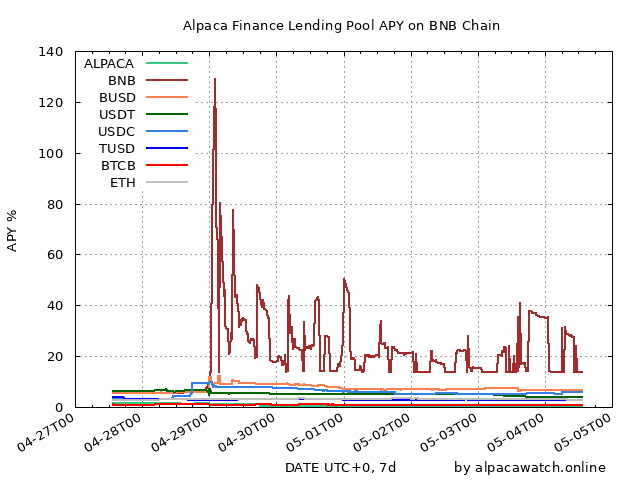 Alpaca Finance Lending Pool APY on BNB Chain
140
120
100
80
60
40
20
0
APY %
ALPACA
BNB
BUSD
USDT
USDC
TUSD
BTCB
ETH
04-27T00
04-28T00
04-29T00
04-30T00
05-01T00
05-02T00
05-03T00
05-04T00
05-05T00
DATE UTC+0, 7d
by alpacawatch.online